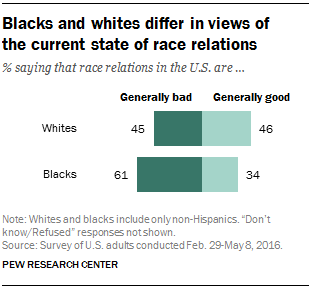 Blacks and whites differ in views of
the current state of race relations
% saying that race relations in the U.S. are ...
Generally bad Generally good
Whites 45 46
Blacks 61 34
Note: Whites and blacks include only non-Hispanics. “Don’t
know/Refused” responses not shown.
Source: Survey of U.S. adults conducted Feb. 29-May 8, 2016.
PEW RESEARCH CENTER